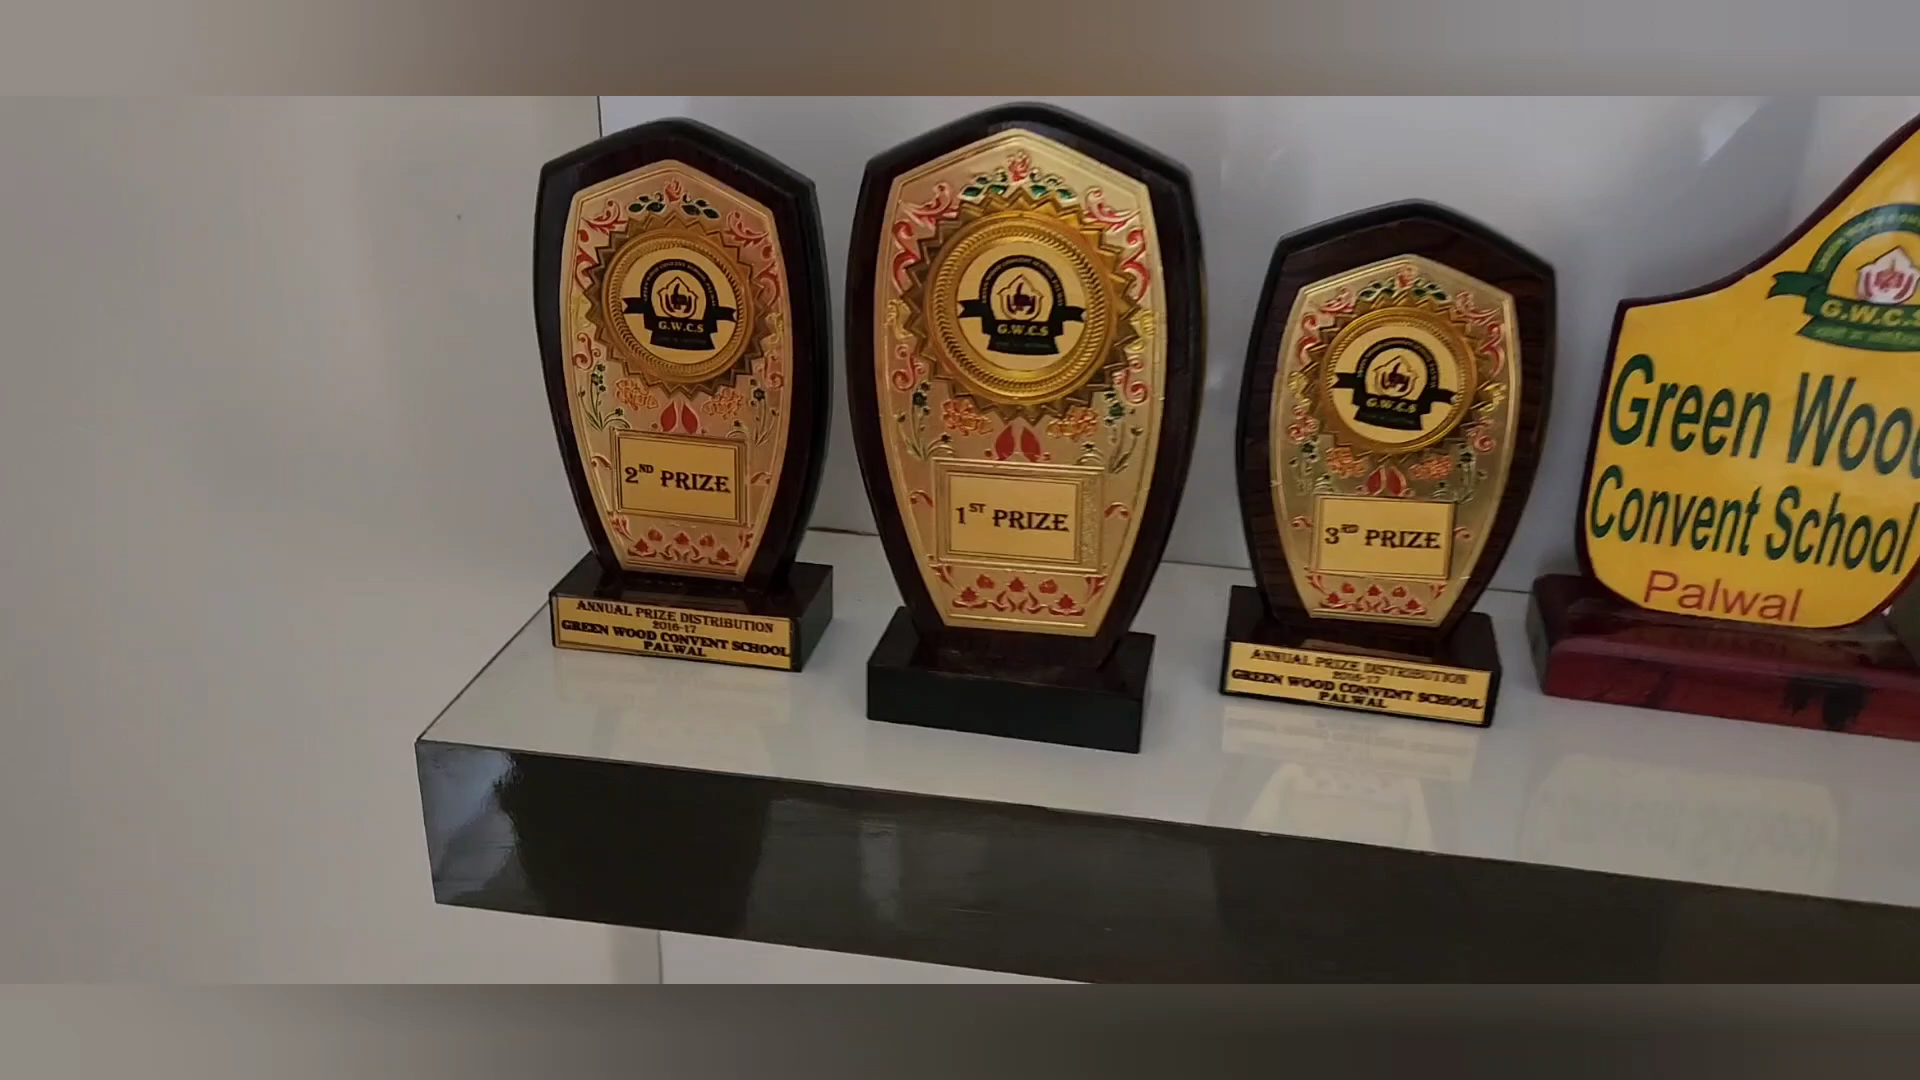 G.W.C.S
2ND PRIZE
ANNUAL PRIZE DISTRIBUTION
2016-17
GREEN WOOD CONVENT SCHOOL
PALWAL
G.W.C.S
1ST PRIZE
G.W.C.S
3RD PRIZE
ANNUAL PRIZE DISTRIBUTION
2016-17
GREEN WOOD CONVENT SCHOOL
PALWAL
G.W.C.S
Green Wood
Convent School
Palwal